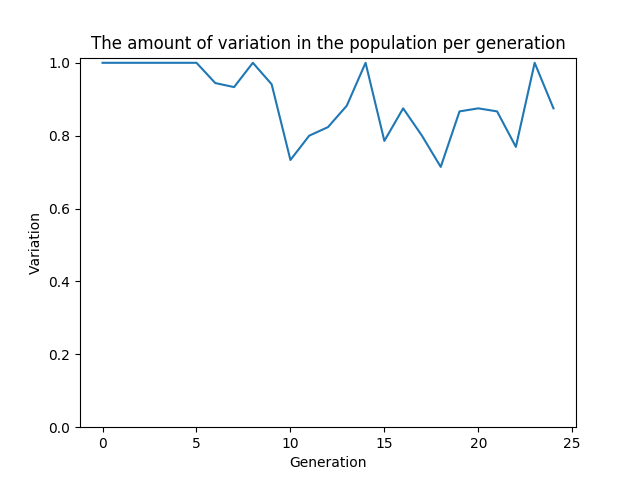 The amount of variation in the population per generation
1.0
0.8
0.6
0.4
0.2
0.0
Variation
0 5 10 15 20 25
Generation